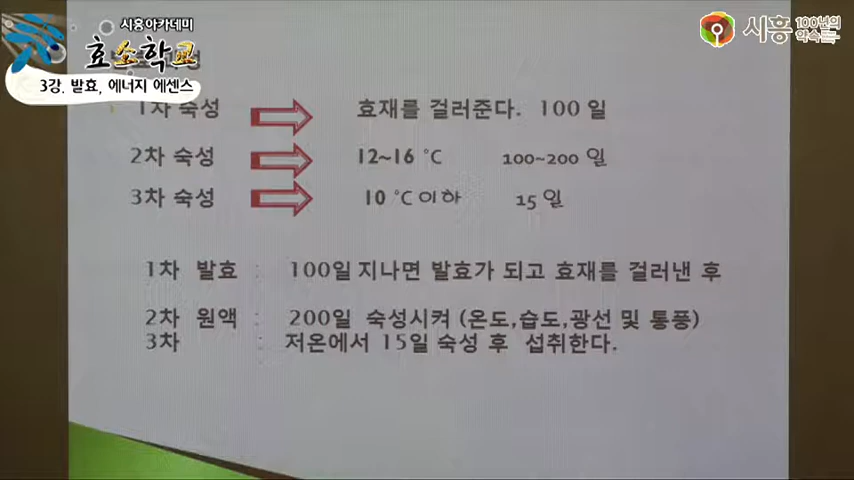 시흥아카데미
효소학교
3강. 발효, 에너지 에센스
시흥 100년의 약속
1차 숙성 효재를 걸러준다. 100일
2차 숙성 12~16 ℃ 100~200 일
3차 숙성 10 ℃이하 15일
1차 발효 : 100일 지나면 발효가 되고 효재를 걸러낸 후
2차 원액 : 200일 숙성시켜 (온도,습도,광선 및 통풍)
3차 : 저온에서 15일 숙성 후 섭취한다.